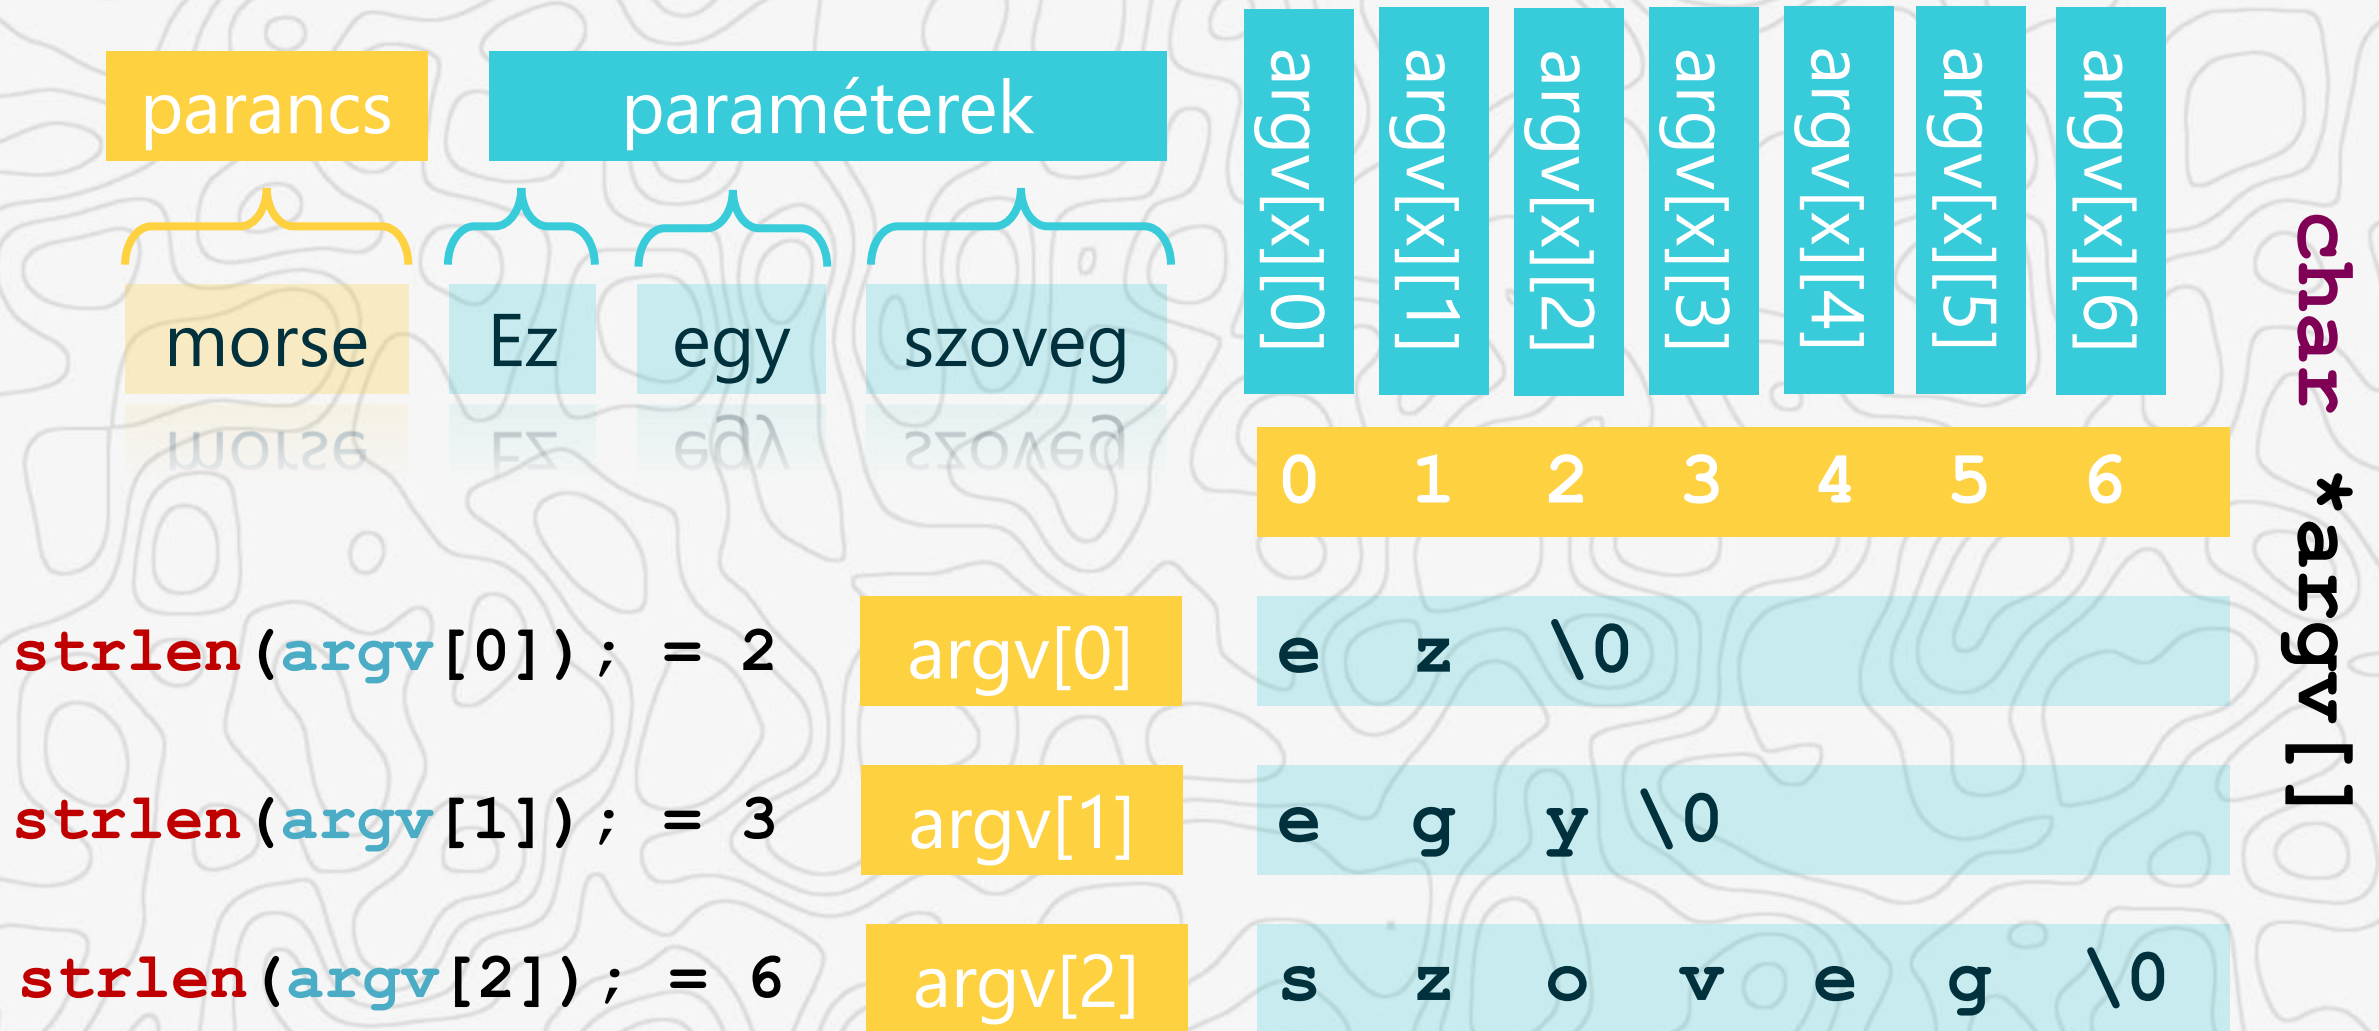 parancs
paraméterek
morse
Ez
egy
szoveg
argv[x][0]
argv[x][1]
argv[x][2]
argv[x][3]
argv[x][4]
argv[x][5]
argv[x][6]
char *argv[]
0 1 2 3 4 5 6
strlen(argv[0]); = 2
argv[0]
e z \0
strlen(argv[1]); = 3
argv[1]
e g y \0
strlen(argv[2]); = 6
argv[2]
s z o v e g \0